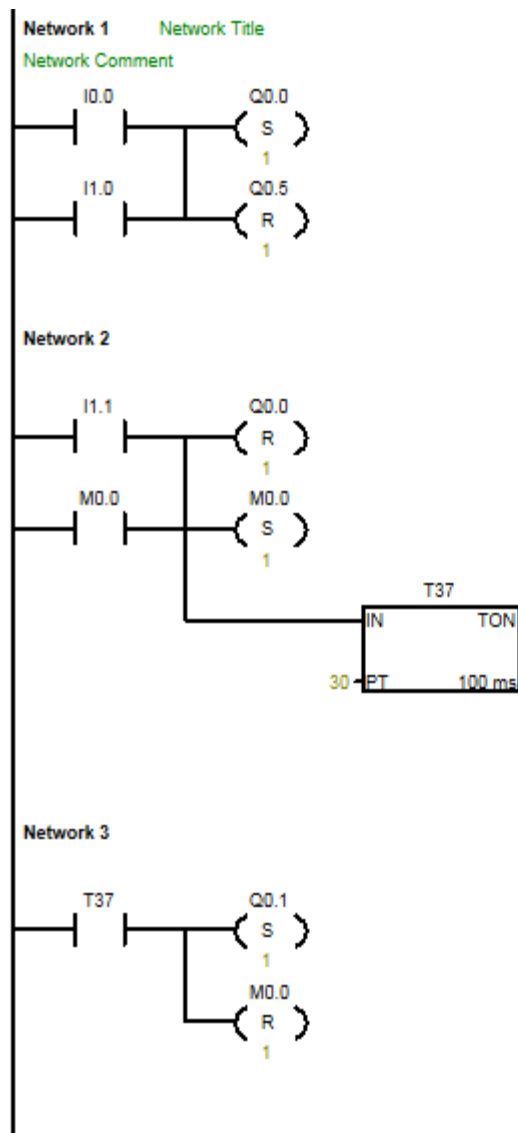 Network 1 Network Title
Network Comment
I0.0 Q0.0
S
1
I1.0 Q0.5
R
1
Network 2
I1.1 Q0.0
R
1
M0.0 M0.0
S
1
T37
IN TON
30 PT 100 ms
Network 3
T37 Q0.1
S
1
M0.0
R
1